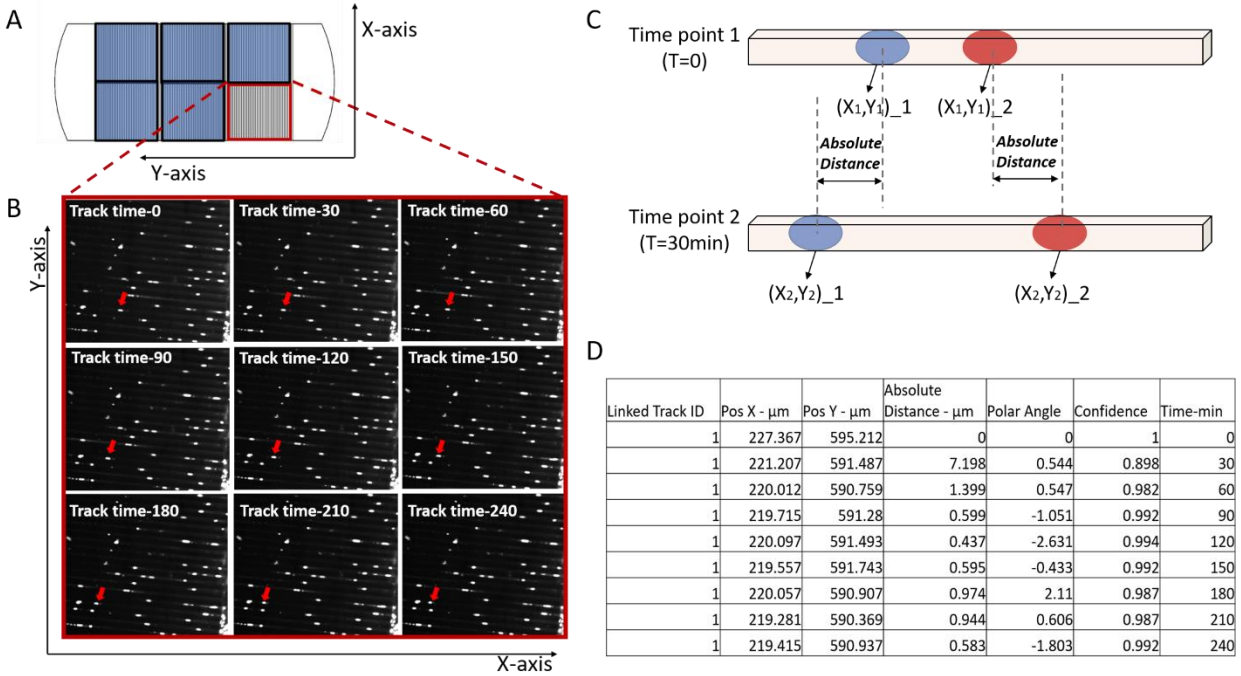 A
X-axis
Y-axis
B
Track time-0 Track time-30 Track time-60
Track time-90 Track time-120 Track time-150
Track time-180 Track time-210 Track time-240
Y-axis
X-axis
C
Time point 1
(T=0)
(X₁,Y₁)_1 (X₁,Y₁)_2
Absolute
Distance
Absolute
Distance
Time point 2
(T=30min)
(X₂,Y₂)_1 (X₂,Y₂)_2
D
Linked Track ID Pos X - μm Pos Y - μm Absolute Distance - μm Polar Angle Confidence Time-min
1 227.367 595.212 0 0 1 0
1 221.207 591.487 7.198 0.544 0.898 30
1 220.012 590.759 1.399 0.547 0.982 60
1 219.715 591.28 0.599 -1.051 0.992 90
1 220.097 591.493 0.437 -2.631 0.994 120
1 219.557 591.743 0.595 -0.433 0.992 150
1 220.057 590.907 0.974 2.11 0.987 180
1 219.281 590.369 0.944 0.606 0.987 210
1 219.415 590.937 0.583 -1.803 0.992 240